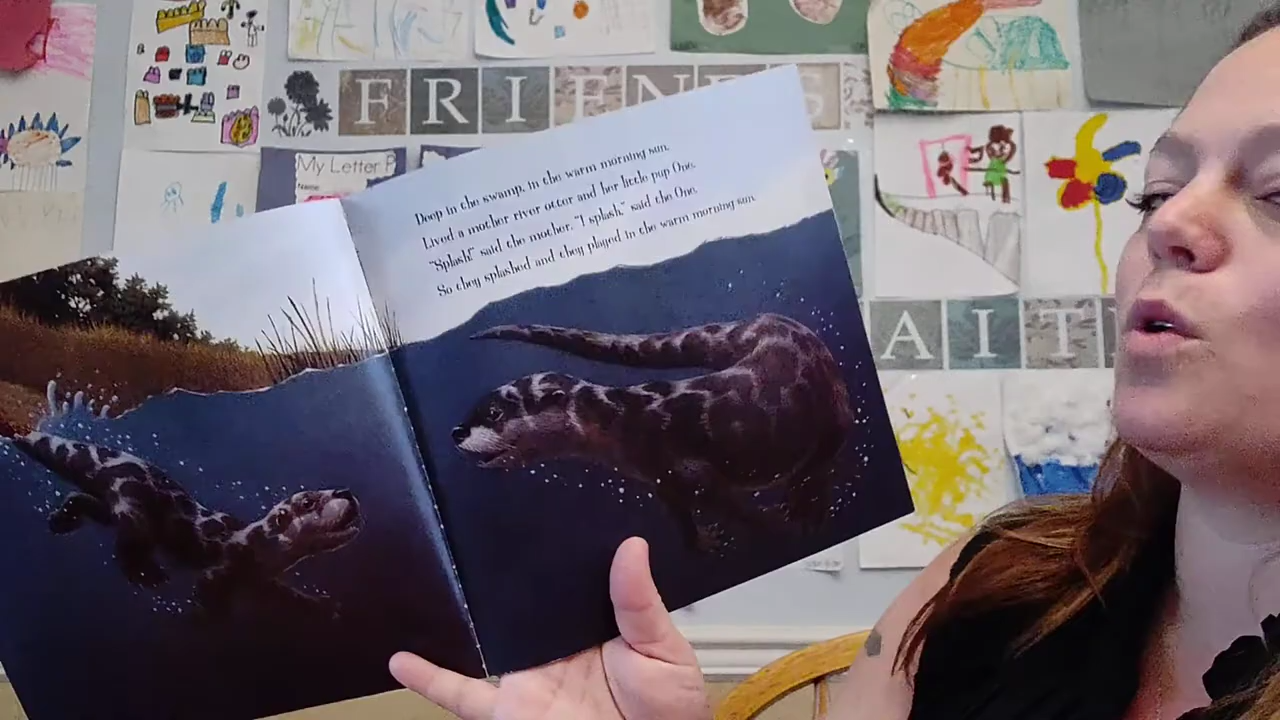 FRIENDS
My Letter P
Name
Deep in the swamp, in the warm morning sun,
Lived a mother river otter and her little pup One.
"Splash!" said the mother. "I splash," said the One.
So they splashed and they played in the warm morning sun.
AIT